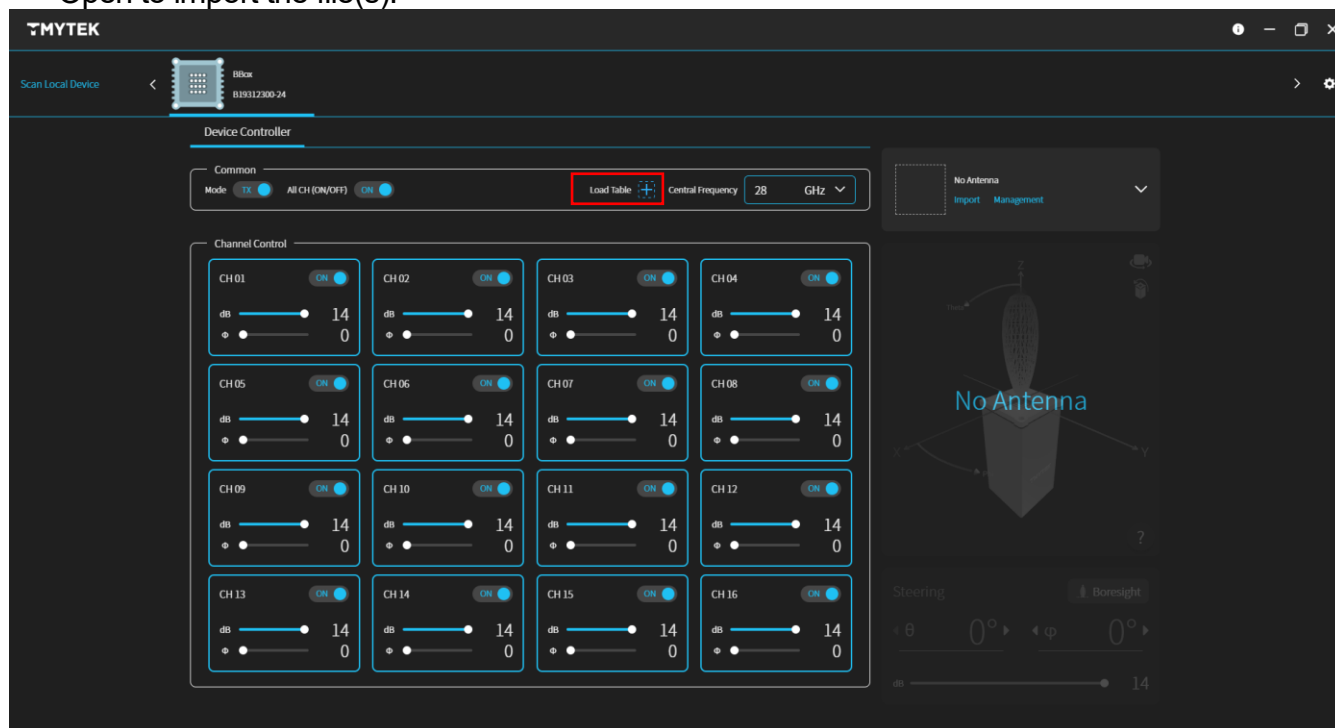 Open to import the file(s).
TMYTEK
Scan Local Device
BBox
B19312300-24
Device Controller
Common
Mode TX All CH (ON/OFF) ON Load Table Central Frequency 28 GHz
No Antenna
Import Management
Channel Control
CH 01 ON CH 02 ON CH 03 ON CH 04 ON
dB 14 dB 14 dB 14 dB 14
Φ 0 Φ 0 Φ 0 Φ 0
CH 05 ON CH 06 ON CH 07 ON CH 08 ON
dB 14 dB 14 dB 14 dB 14
Φ 0 Φ 0 Φ 0 Φ 0
CH 09 ON CH 10 ON CH 11 ON CH 12 ON
dB 14 dB 14 dB 14 dB 14
Φ 0 Φ 0 Φ 0 Φ 0
CH 13 ON CH 14 ON CH 15 ON CH 16 ON
dB 14 dB 14 dB 14 dB 14
Φ 0 Φ 0 Φ 0 Φ 0
Z
Theta
No Antenna
X Y
?
Steering Boresight
θ 0° φ 0°
dB 14